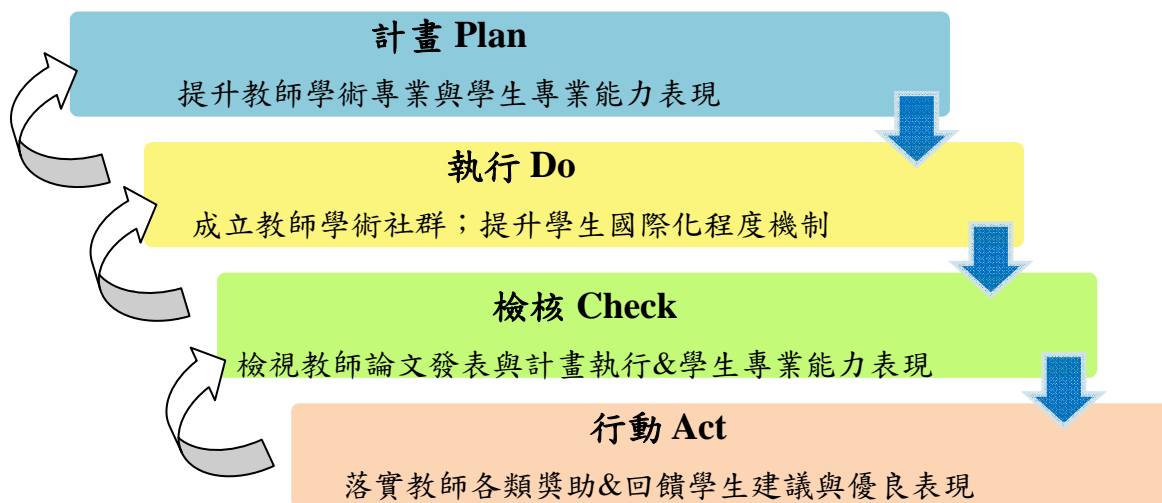 計畫 Plan
提升教師學術專業與學生專業能力表現
執行 Do
成立教師學術社群；提升學生國際化程度機制
檢核 Check
檢視教師論文發表與計畫執行&學生專業能力表現
行動 Act
落實教師各類獎助&回饋學生建議與優良表現